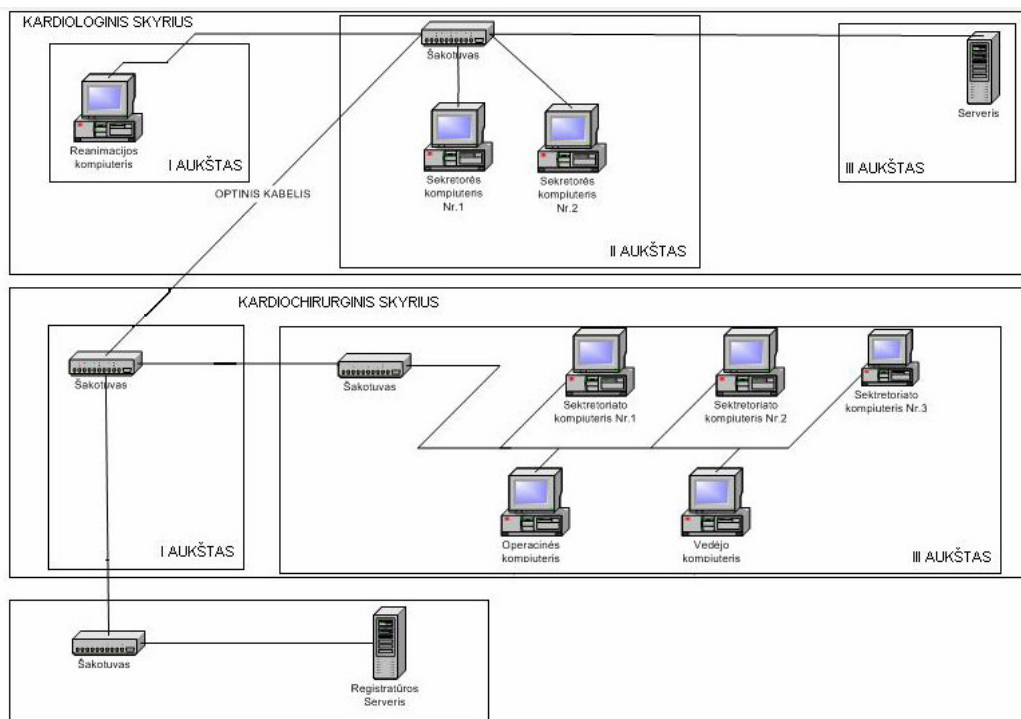 KARDIOLOGINIS SKYRIUS
Šakotuvas
Serveris
Reanimacijos
kompiuteris
I AUKŠTAS
OPTINIS KABELIS
Sekretorės
kompiuteris
Nr.1
Sekretorės
kompiuteris
Nr.2
II AUKŠTAS
III AUKŠTAS
KARDIOCHIRURGINIS SKYRIUS
Šakotuvas
Šakotuvas
Sektretoriato
kompiuteris Nr.1
Sektretoriato
kompiuteris Nr.2
Sektretoriato
kompiuteris Nr.3
Operacinės
kompiuteris
Vedėjo
kompiuteris
I AUKŠTAS
III AUKŠTAS
Šakotuvas
Registratūros
Serveris